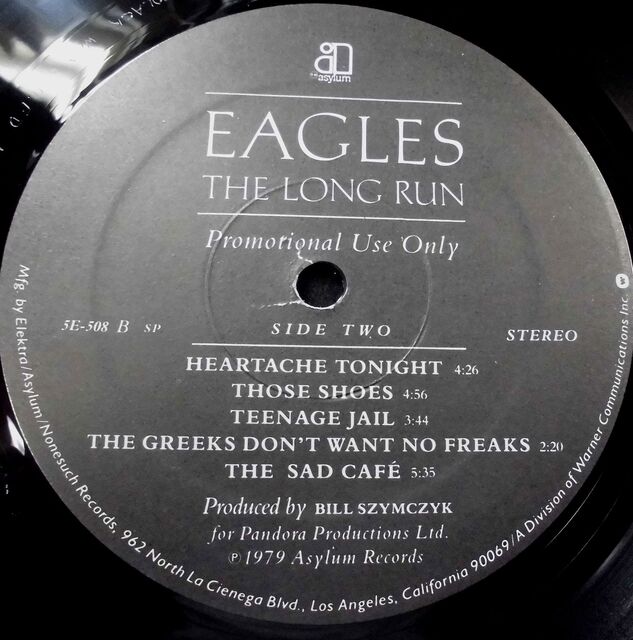 asylum
EAGLES
THE LONG RUN
Promotional Use Only
5E-508 B SP
SIDE TWO
STEREO
HEARTACHE TONIGHT 4:26
THOSE SHOES 4:56
TEENAGE JAIL 3:44
THE GREEKS DON'T WANT NO FREAKS 2:20
THE SAD CAFÉ 5:35
Produced by BILL SZYMCZYK
for Pandora Productions Ltd.
℗ 1979 Asylum Records
Mfg. by Elektra/Asylum/Nonesuch Records, 962 North La Cienega Blvd., Los Angeles, California 90069/A Division of Warner Communications Inc.